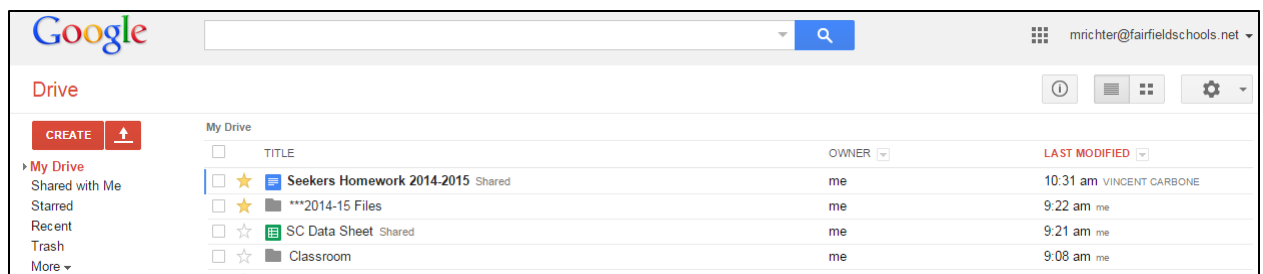 Google
mrichter@fairfieldschools.net
Drive
CREATE
My Drive
TITLE OWNER LAST MODIFIED
My Drive
Shared with Me
Starred
Recent
Trash
More
Seekers Homework 2014-2015 Shared me 10:31 am VINCENT CARBONE
***2014-15 Files me 9:22 am me
SC Data Sheet Shared me 9:21 am me
Classroom me 9:08 am me